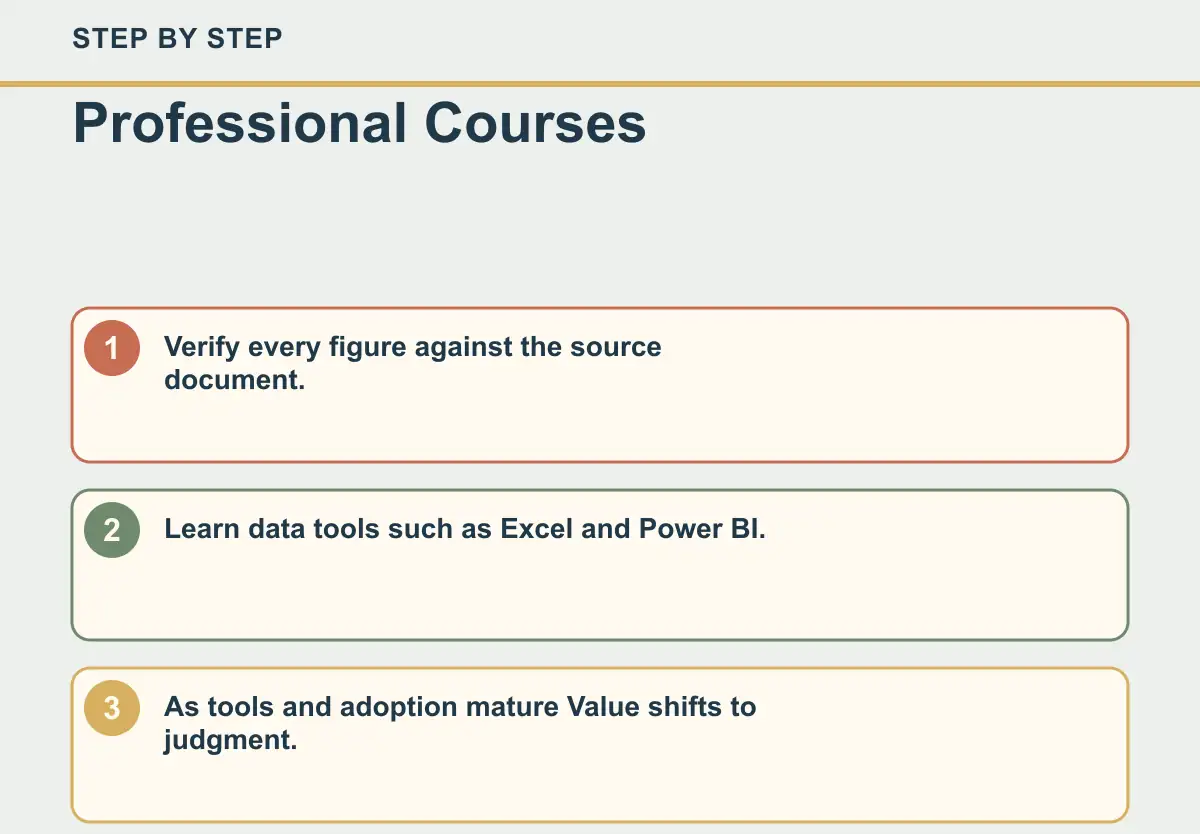 STEP BY STEP
Professional Courses
1
Verify every figure against the source
document.
2
Learn data tools such as Excel and Power BI.
3
As tools and adoption mature Value shifts to
judgment.